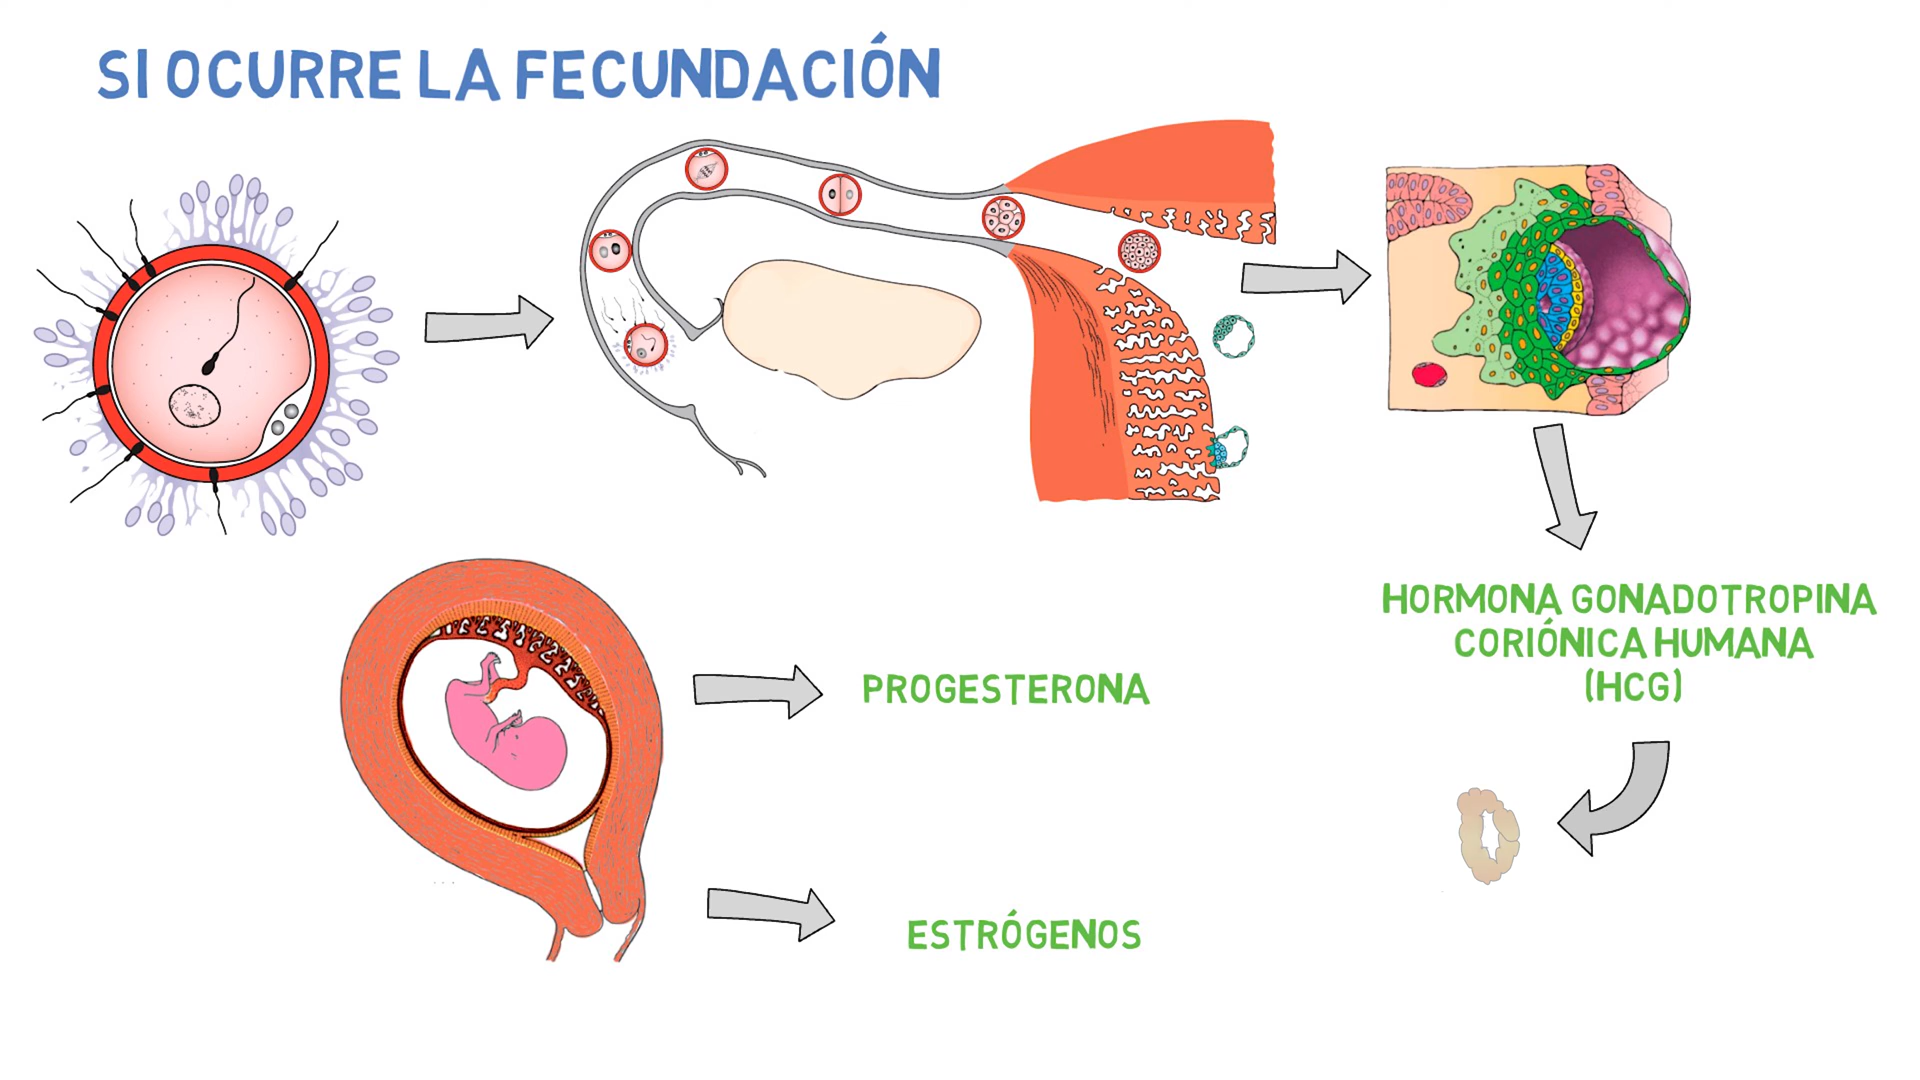 SI OCURRE LA FECUNDACIÓN
HORMONA GONADOTROPINA
CORIÓNICA HUMANA
(HCG)
PROGESTERONA
ESTRÓGENOS